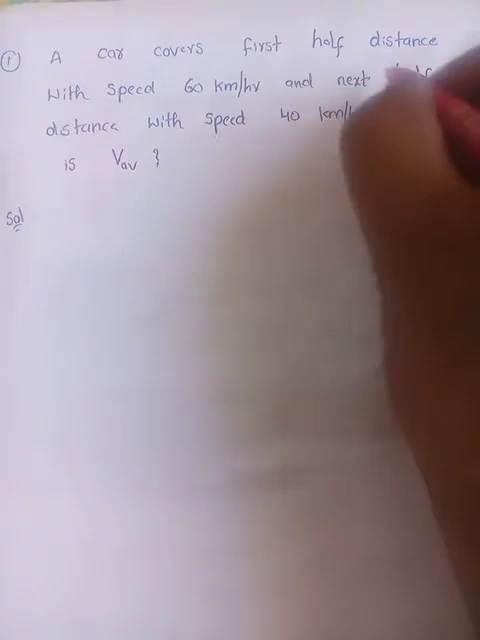 ① A car covers first half distance
with speed 60 km/hr and next
distance with speed 40 km/h
is Vav ?
Sol